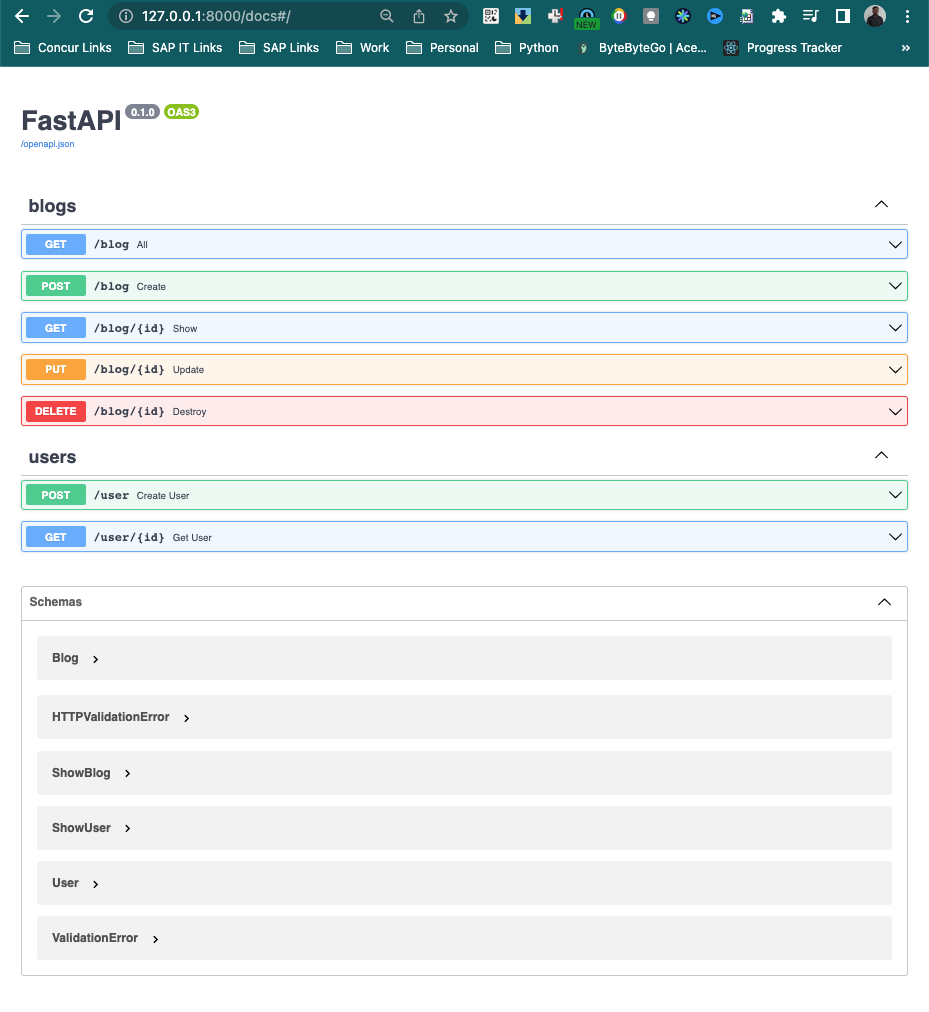 127.0.0.1:8000/docs#/
NEW
Concur Links SAP IT Links SAP Links Work Personal Python ByteByteGo | Ace... Progress Tracker »
FastAPI 0.1.0 OAS3
/openapi.json
blogs
GET /blog All
POST /blog Create
GET /blog/{id} Show
PUT /blog/{id} Update
DELETE /blog/{id} Destroy
users
POST /user Create User
GET /user/{id} Get User
Schemas
Blog
HTTPValidationError
ShowBlog
ShowUser
User
ValidationError